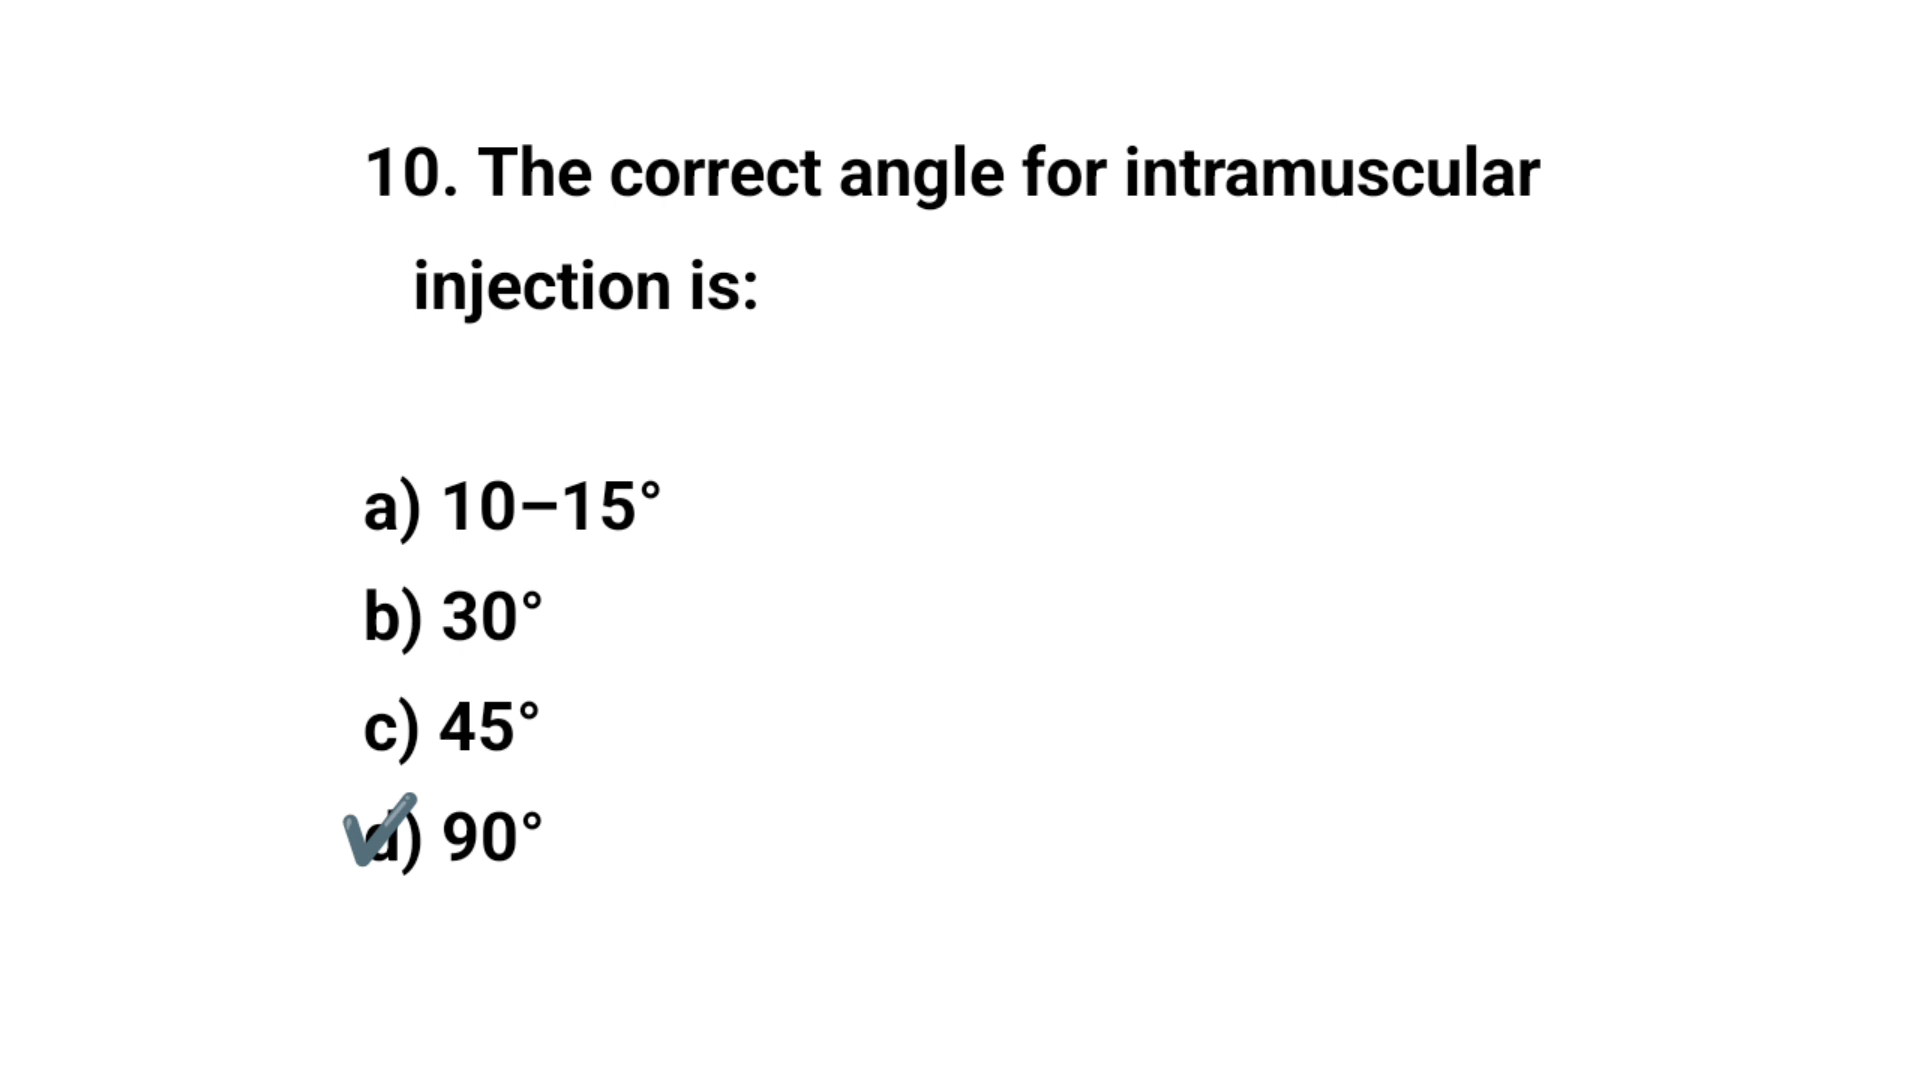 10. The correct angle for intramuscular
injection is:
a) 10–15°
b) 30°
c) 45°
d) 90°